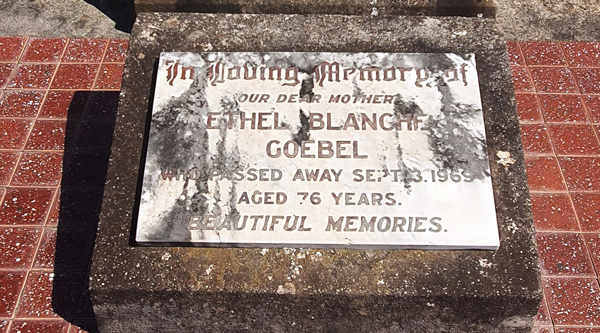 In Loving Memory of
OUR DEAR MOTHER
ETHEL BLANCHE
GOEBEL
WHO PASSED AWAY SEPT. 3. 1969
AGED 76 YEARS.
BEAUTIFUL MEMORIES.